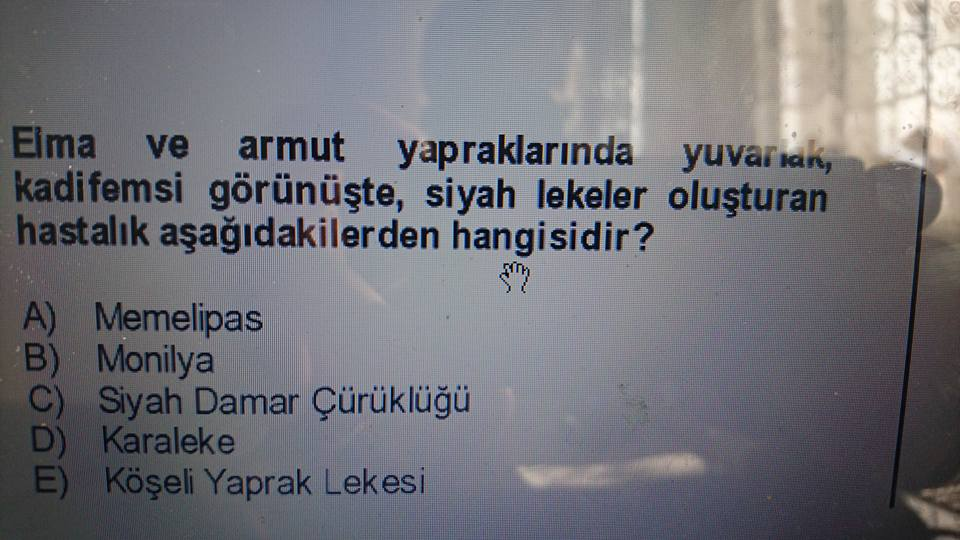 Elma ve armut yapraklarında yuvarlak,
kadifemsi görünüşte, siyah lekeler oluşturan
hastalık aşağıdakilerden hangisidir?
A) Memelipas
B) Monilya
C) Siyah Damar Çürüklüğü
D) Karaleke
E) Köşeli Yaprak Lekesi